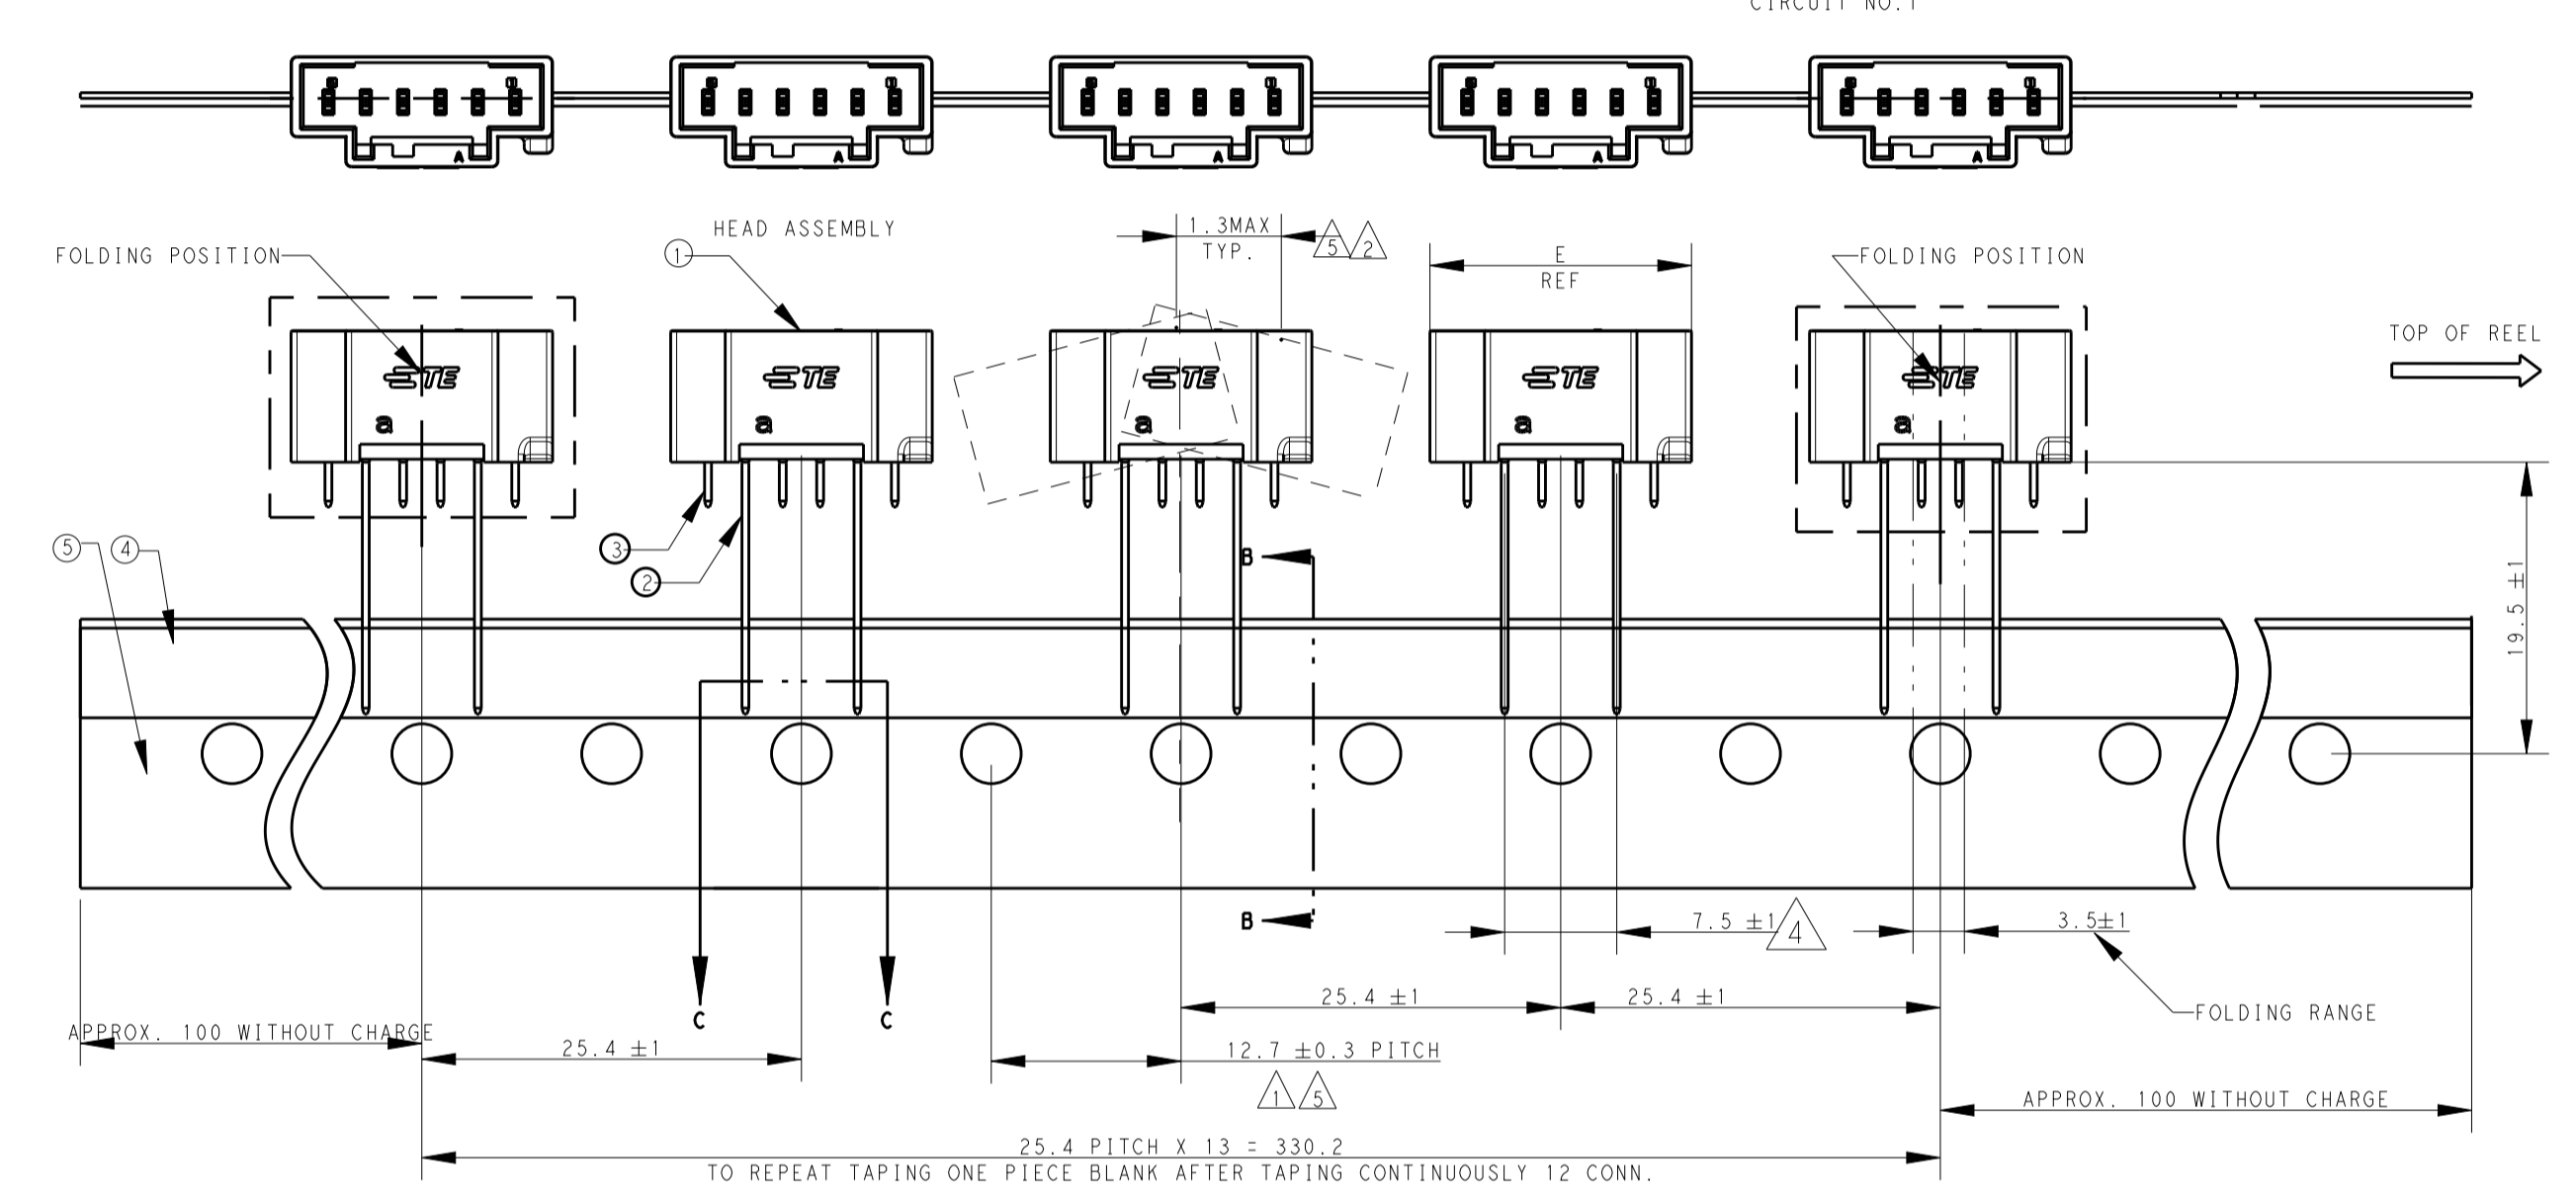 CIRCUIT NO.1
A A A A A
HEAD ASSEMBLY
1
FOLDING POSITION
1.3MAX
TYP.
5 2
E
REF
FOLDING POSITION
TOP OF REEL
TE TE TE TE TE
a a a a a
5 4
3
2
B
19.5 ±1
B
7.5 ±1
4
3.5±1
25.4 ±1
25.4 ±1
FOLDING RANGE
C C
APPROX. 100 WITHOUT CHARGE
25.4 ±1
12.7 ±0.3 PITCH
1 5
APPROX. 100 WITHOUT CHARGE
25.4 PITCH X 13 = 330.2
TO REPEAT TAPING ONE PIECE BLANK AFTER TAPING CONTINUOUSLY 12 CONN.